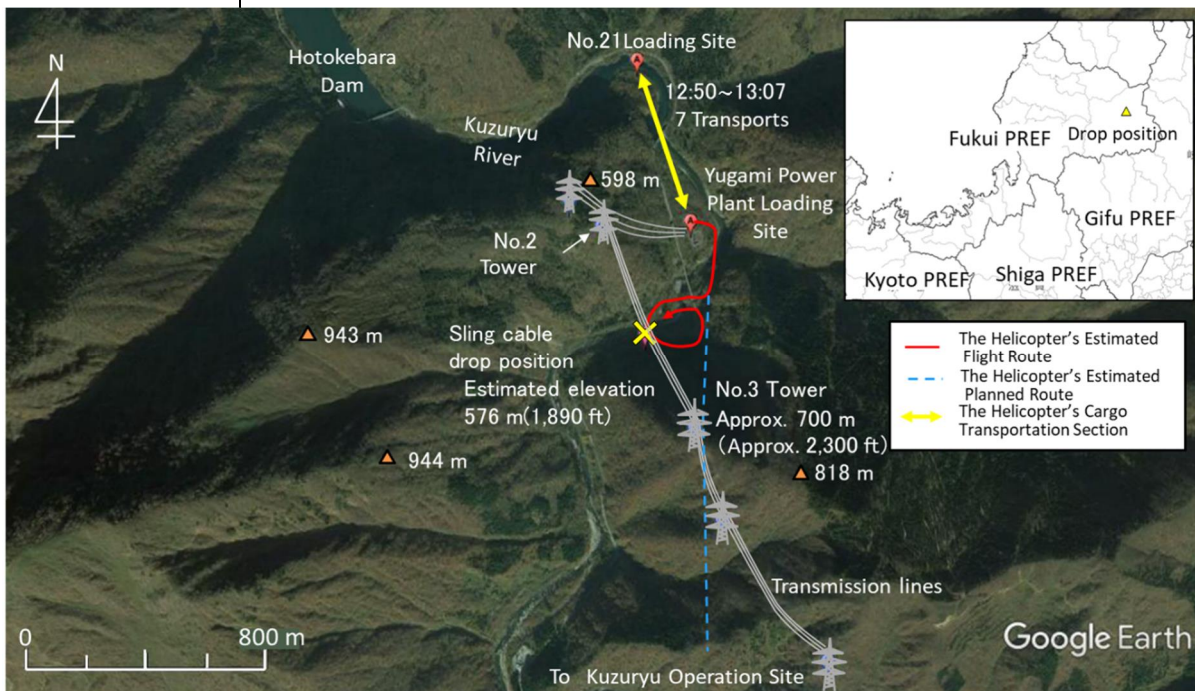 No.21 Loading Site
Hotokebara
Dam
N
12:50~13:07
7 Transports
Kuzuryu
River
598 m
Yugami Power
Plant Loading
Site
No.2
Tower
943 m
Sling cable
drop position
Estimated elevation
576 m(1,890 ft)
No.3 Tower
Approx. 700 m
(Approx. 2,300 ft)
944 m
818 m
Transmission lines
0
800 m
To Kuzuryu Operation Site
Google Earth
Fukui PREF
Drop position
Gifu PREF
Kyoto PREF
Shiga PREF
The Helicopter's Estimated
Flight Route
The Helicopter's Estimated
Planned Route
The Helicopter's Cargo
Transportation Section